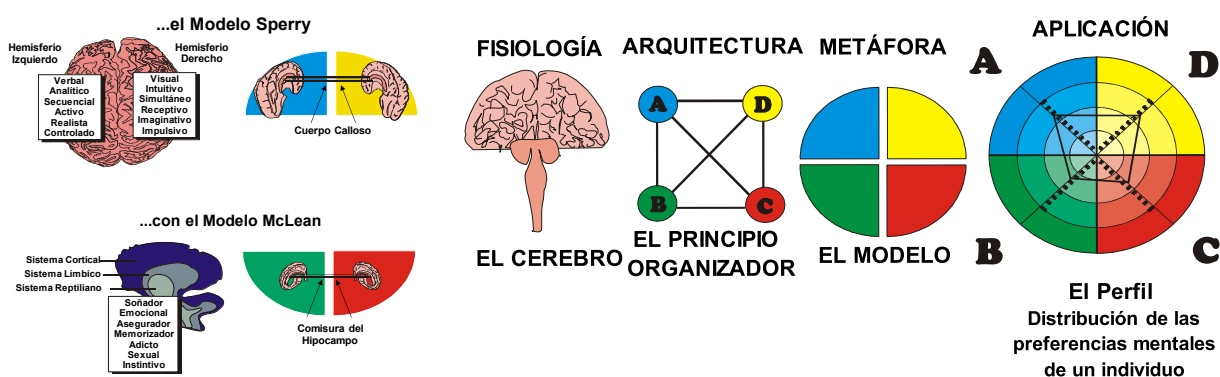 ...el Modelo Sperry
Hemisferio
Izquierdo
Hemisferio
Derecho
Verbal
Analítico
Secuencial
Activo
Realista
Controlado
Visual
Intuitivo
Simultáneo
Receptivo
Imaginativo
Impulsivo
Cuerpo Calloso
...con el Modelo McLean
Sistema Cortical
Sistema Límbico
Sistema Reptiliano
Soñador
Emocional
Asegurador
Memorizador
Adicto
Sexual
Instintivo
Comisura del
Hipocampo
FISIOLOGÍA
EL CEREBRO
ARQUITECTURA
A
D
B
C
EL PRINCIPIO
ORGANIZADOR
METÁFORA
EL MODELO
APLICACIÓN
A
D
B
C
El Perfil
Distribución de las
preferencias mentales
de un individuo